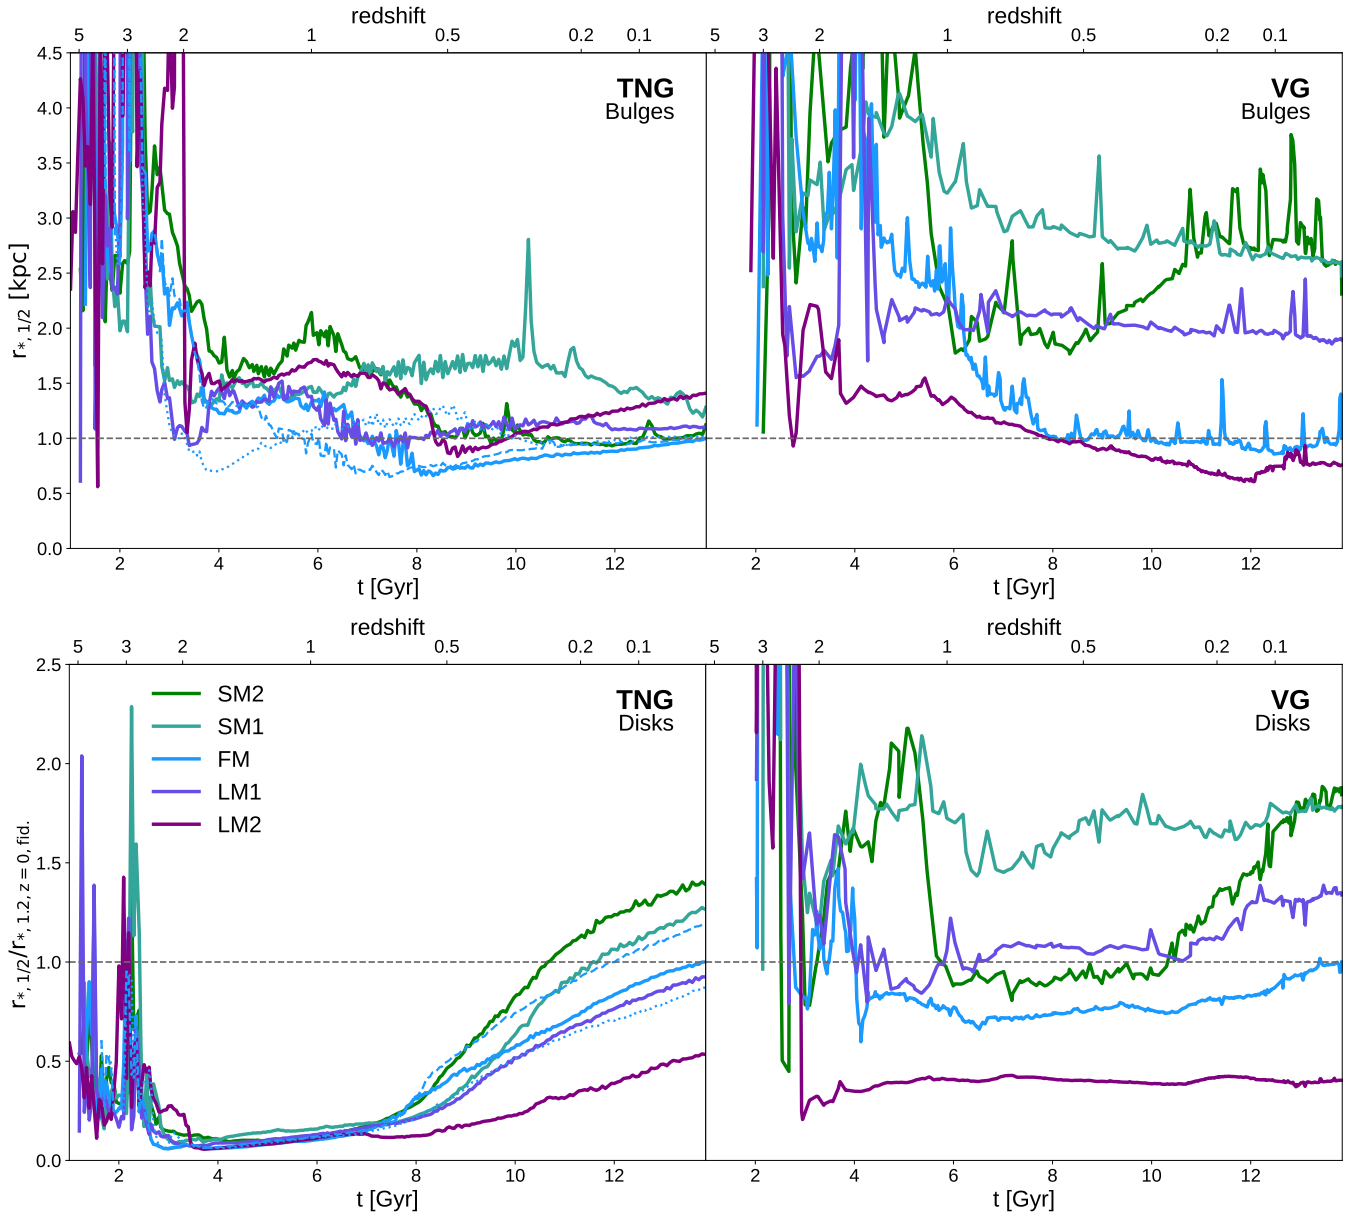 redshift redshift
5 3 2 1 0.5 0.2 0.1 5 3 2 1 0.5 0.2 0.1
4.5
TNG VG
Bulges Bulges
4.0
3.5
3.0
2.5
2.0
1.5
1.0
0.5
0.0
r*, 1/2 [kpc]
2 4 6 8 10 12 2 4 6 8 10 12
t [Gyr] t [Gyr]
redshift redshift
5 3 2 1 0.5 0.2 0.1 5 3 2 1 0.5 0.2 0.1
2.5
TNG VG
Disks Disks
SM2
SM1
FM
LM1
LM2
2.0
1.5
1.0
0.5
0.0
r*, 1/2/r*, 1.2, z = 0, fid.
2 4 6 8 10 12 2 4 6 8 10 12
t [Gyr] t [Gyr]